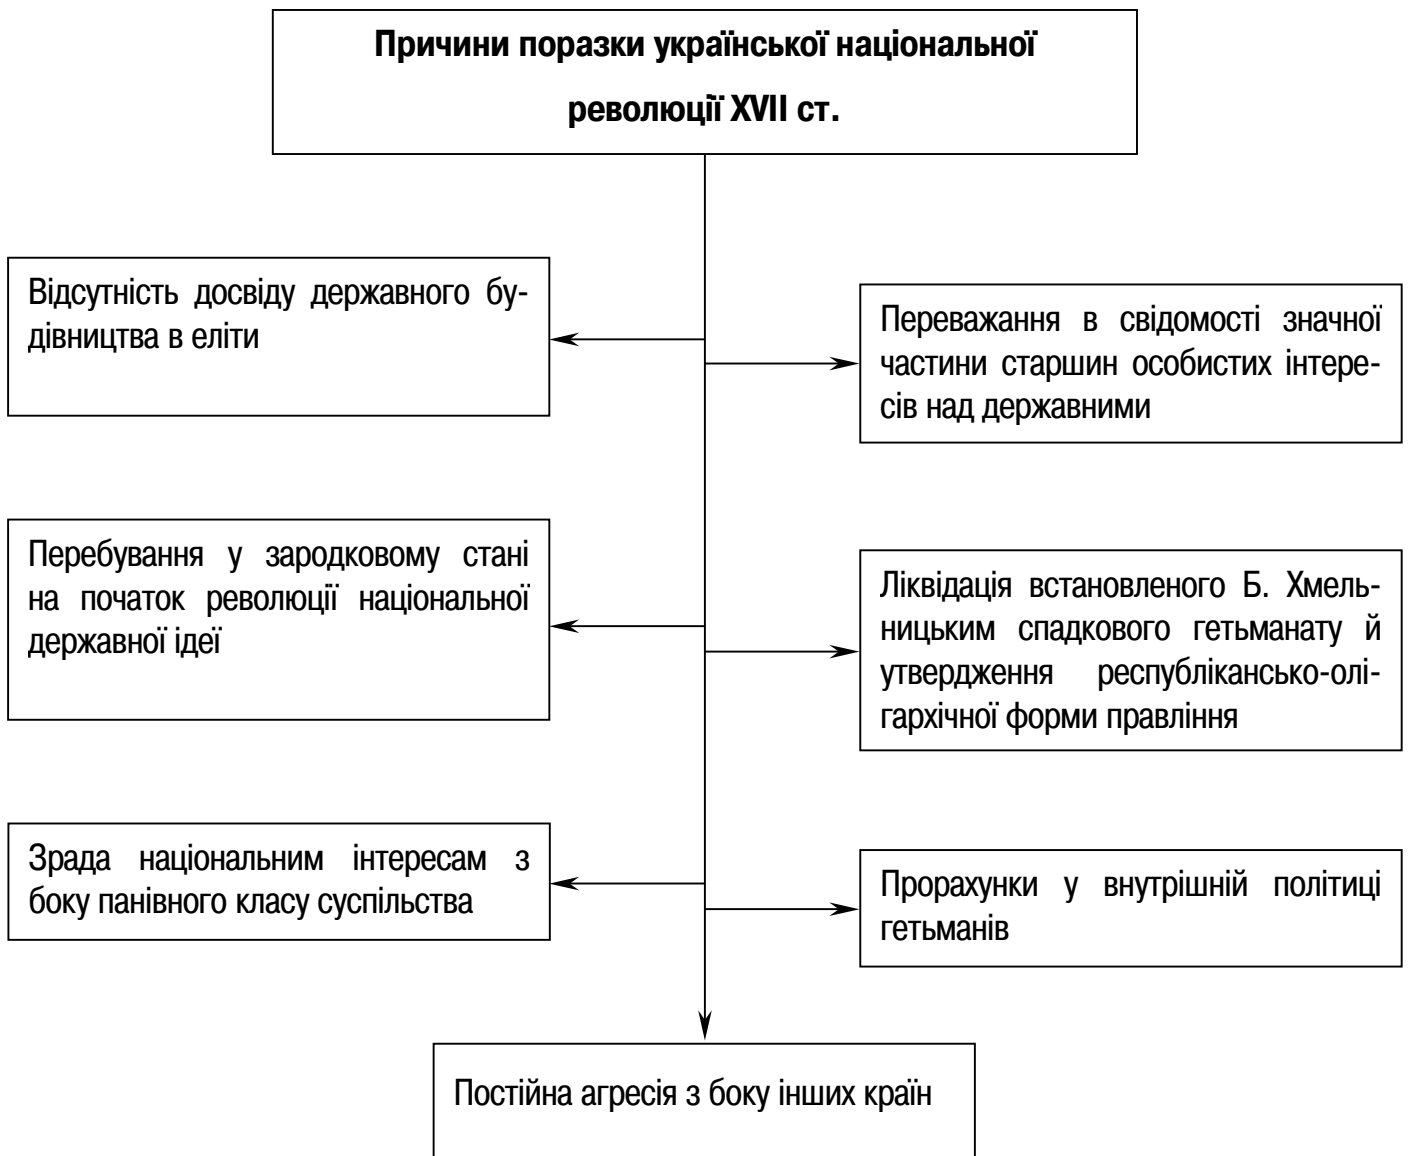 Причини поразки української національної
революції XVII ст.
Відсутність досвіду державного бу-
дівництва в еліти
Переважання в свідомості значної
частини старшин особистих інтере-
сів над державними
Перебування у зародковому стані
на початок революції національної
державної ідеї
Ліквідація встановленого Б. Хмель-
ницьким спадкового гетьманату й
утвердження республікансько-олі-
гархічної форми правління
Зрада національним інтересам з
боку панівного класу суспільства
Прорахунки у внутрішній політиці
гетьманів
Постійна агресія з боку інших країн